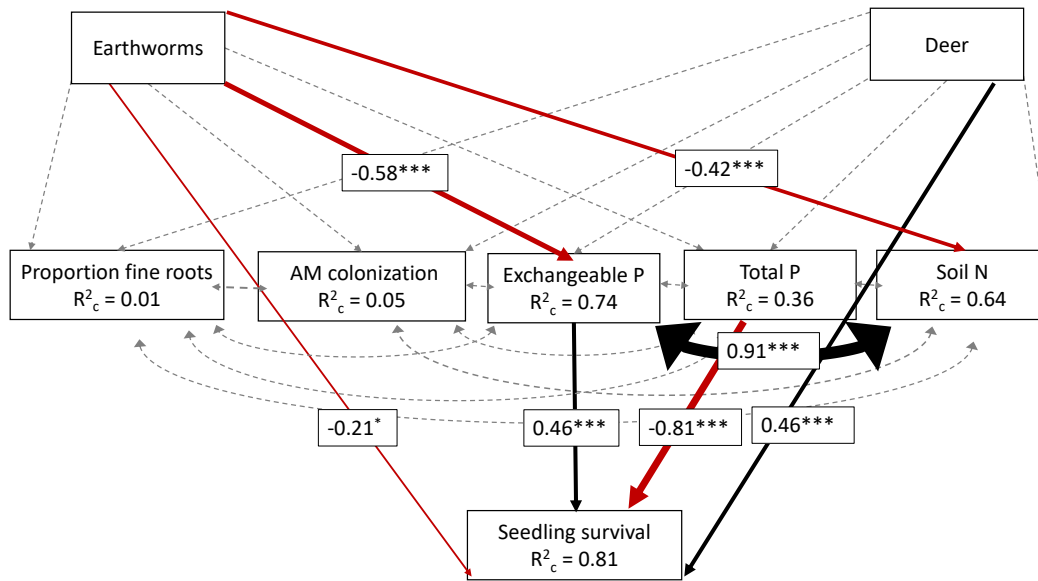 Earthworms
Deer
-0.58***
-0.42***
Proportion fine roots
R²c = 0.01
AM colonization
R²c = 0.05
Exchangeable P
R²c = 0.74
Total P
R²c = 0.36
Soil N
R²c = 0.64
0.91***
-0.21*
0.46***
-0.81***
0.46***
Seedling survival
R²c = 0.81